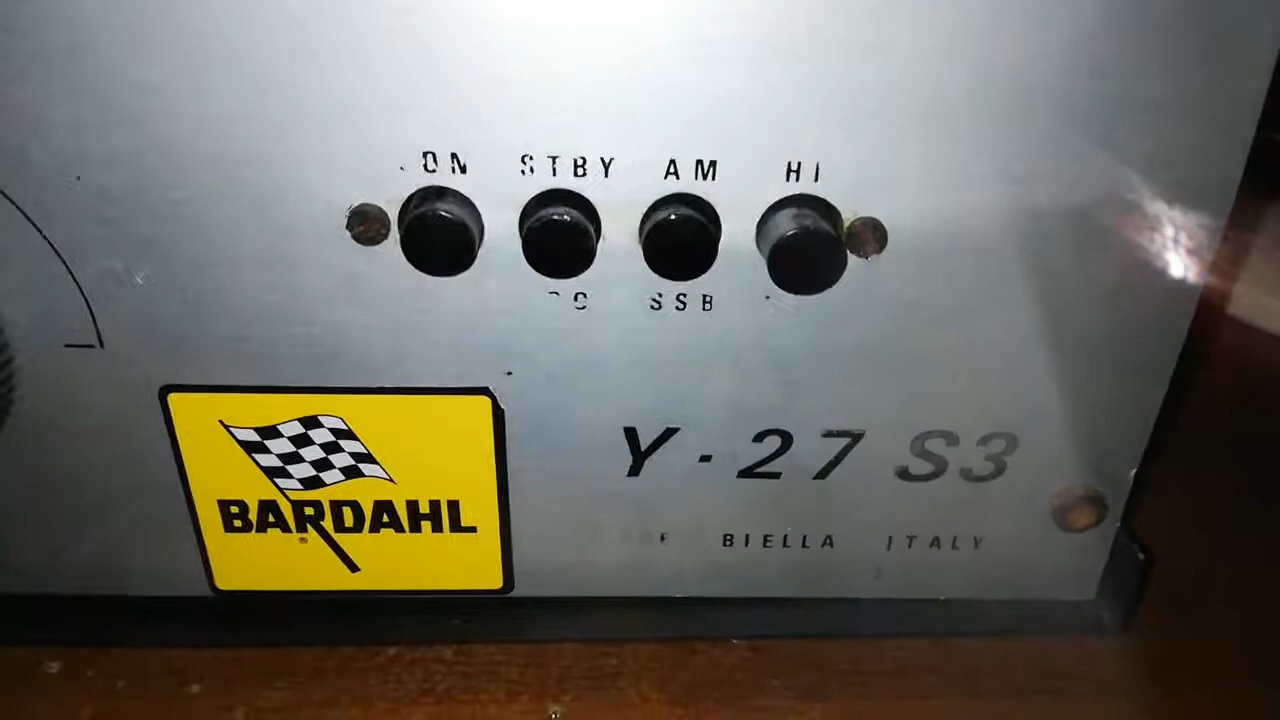 ON STBY AM HI
SSB
BARDAHL
Y-27 S3
BIELLA ITALY